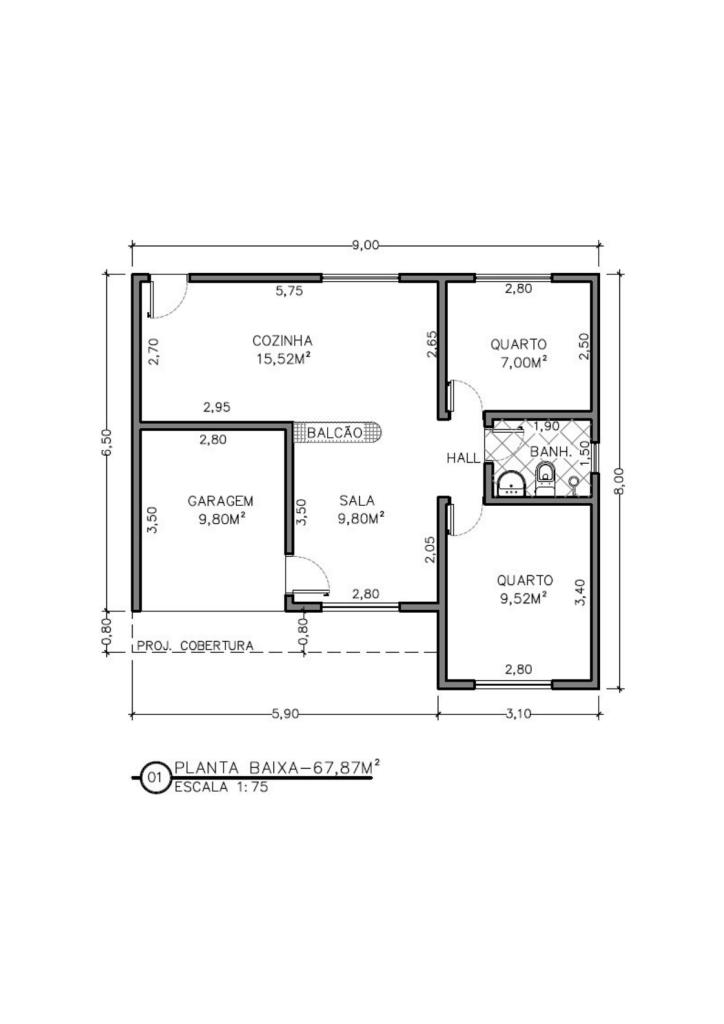 9,00
5,75
2,80
COZINHA
15,52M²
2,70
2,65
QUARTO
7,00M²
2,50
2,95
2,80
BALCÃO
1,90
BANH.
1,50
HALL
6,50
8,00
GARAGEM
9,80M²
3,50
SALA
9,80M²
3,50
2,05
QUARTO
9,52M²
3,40
2,80
2,80
0,80
0,80
PROJ. COBERTURA
5,90
3,10
01
PLANTA BAIXA-67,87M²
ESCALA 1:75